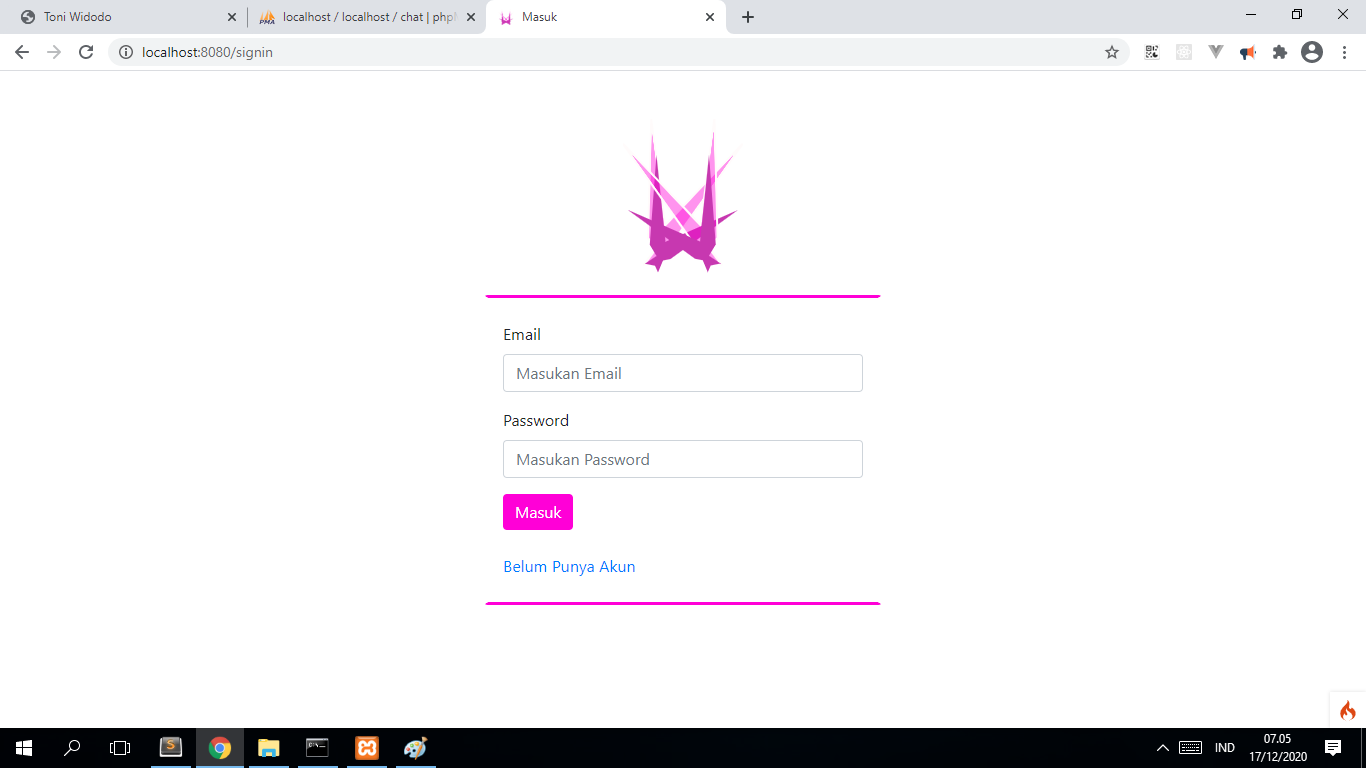 Toni Widodo
localhost / localhost / chat | php
Masuk
localhost:8080/signin
Email
Masukan Email
Password
Masukan Password
Masuk
Belum Punya Akun
IND
07.05
17/12/2020